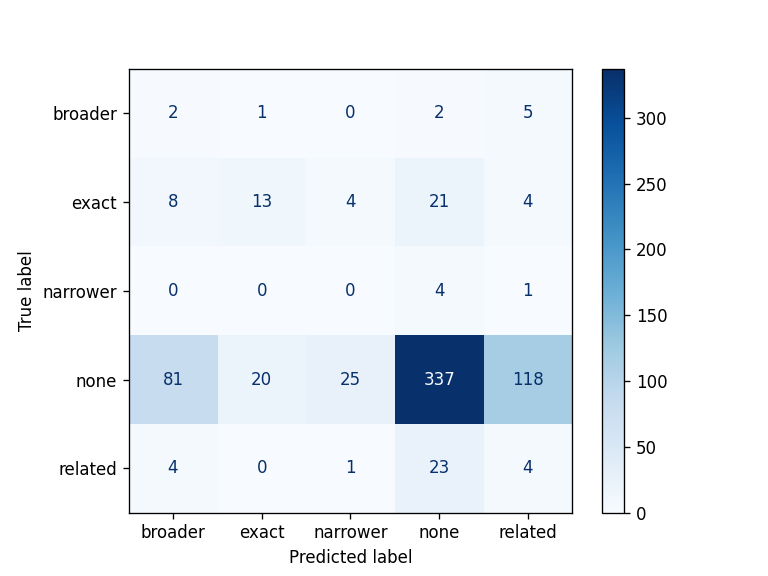 broader 2 1 0 2 5
exact 8 13 4 21 4
narrower 0 0 0 4 1
none 81 20 25 337 118
related 4 0 1 23 4
broader exact narrower none related
Predicted label
True label
300
250
200
150
100
50
0